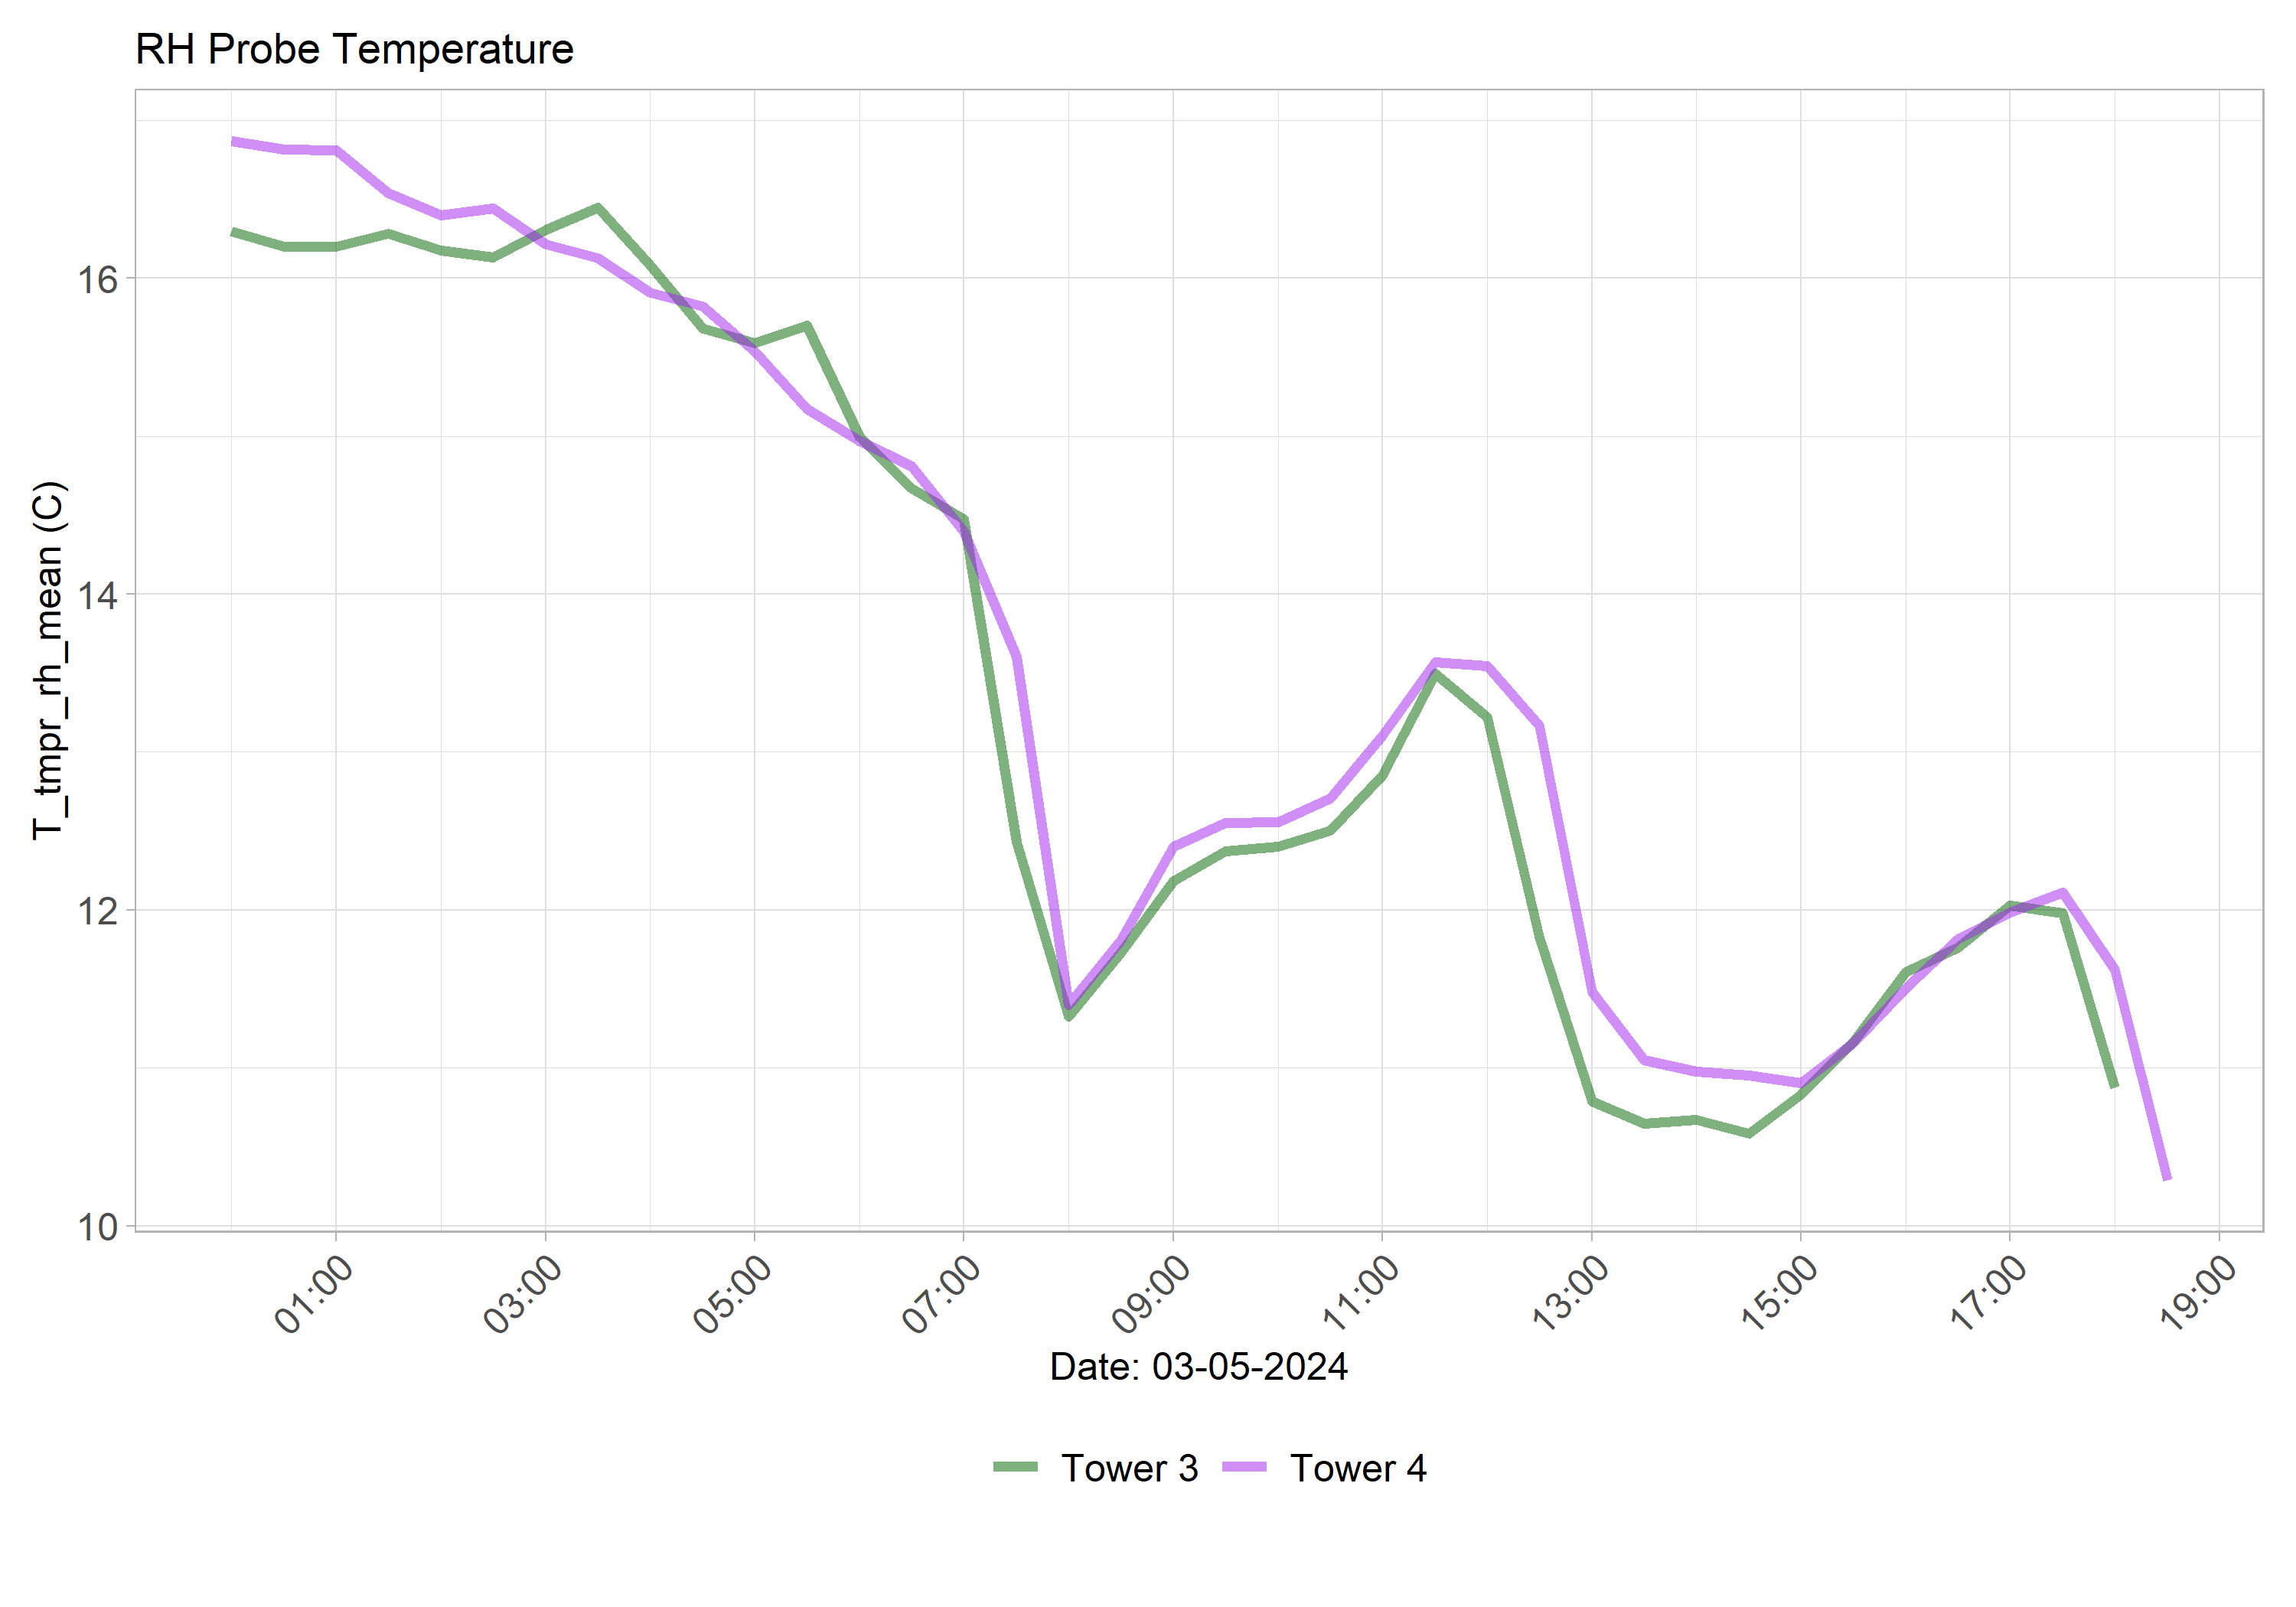 RH Probe Temperature
T_tmpr_rh_mean (C)
16
14
12
10
01:00 03:00 05:00 07:00 09:00 11:00 13:00 15:00 17:00 19:00
Date: 03-05-2024
Tower 3 Tower 4